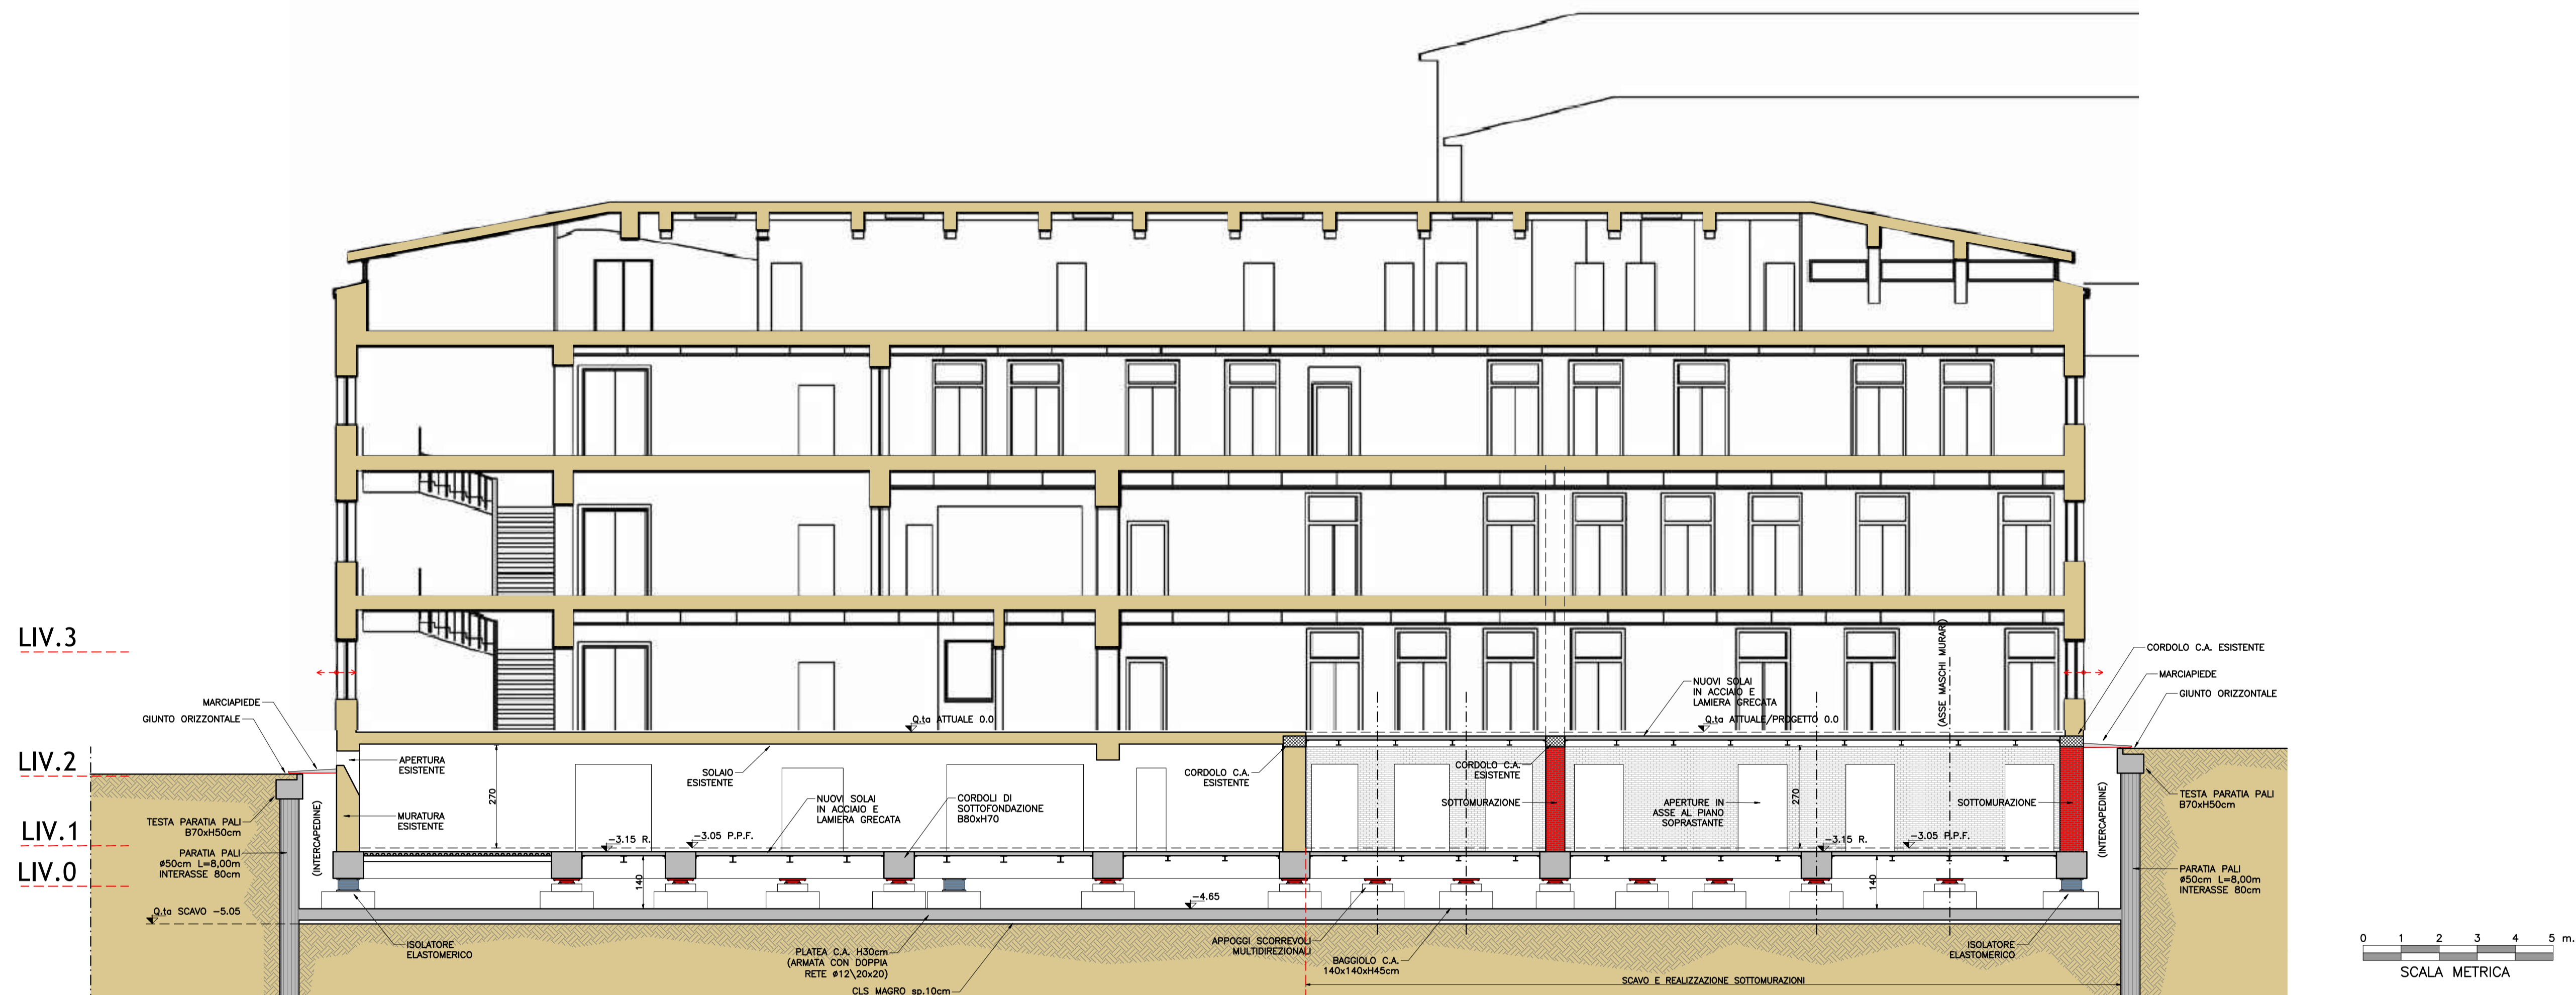 LIV.3
LIV.2
LIV.1
LIV.0
MARCIAPIEDE
GIUNTO ORIZZONTALE
TESTA PARATIA PALI
B70xH50cm
PARATIA PALI
ø50cm L=8,00m
INTERASSE 80cm
Q.ta SCAVO -5.05
(INTERCAPEDINE)
APERTURA
ESISTENTE
MURATURA
ESISTENTE
ISOLATORE
ELASTOMERICO
270
SOLAIO
ESISTENTE
NUOVI SOLAI
IN ACCIAIO E
LAMIERA GRECATA
-3.15 R.
-3.05 P.P.F.
140
Q.ta ATTUALE 0.0
CORDOLI DI
SOTTOFONDAZIONE
B80xH70
PLATEA C.A. H30cm
(ARMATA CON DOPPIA
RETE ø12\20x20)
CLS MAGRO sp.10cm
-4.65
CORDOLO C.A.
ESISTENTE
APPOGGI SCORREVOLI
MULTIDIREZIONALI
BAGGIOLO C.A.
140x140xH45cm
CORDOLO C.A.
ESISTENTE
SOTTOMURAZIONE
NUOVI SOLAI
IN ACCIAIO E
LAMIERA GRECATA
Q.ta ATTUALE/PROGETTO 0.0
APERTURE IN
ASSE AL PIANO
SOPRASTANTE
270
-3.15 R.
-3.05 P.P.F.
140
(ASSE MASCHI MURARI)
SOTTOMURAZIONE
ISOLATORE
ELASTOMERICO
SCAVO E REALIZZAZIONE SOTTOMURAZIONI
(INTERCAPEDINE)
CORDOLO C.A. ESISTENTE
MARCIAPIEDE
GIUNTO ORIZZONTALE
TESTA PARATIA PALI
B70xH50cm
PARATIA PALI
ø50cm L=8,00m
INTERASSE 80cm
0 1 2 3 4 5 m.
SCALA METRICA